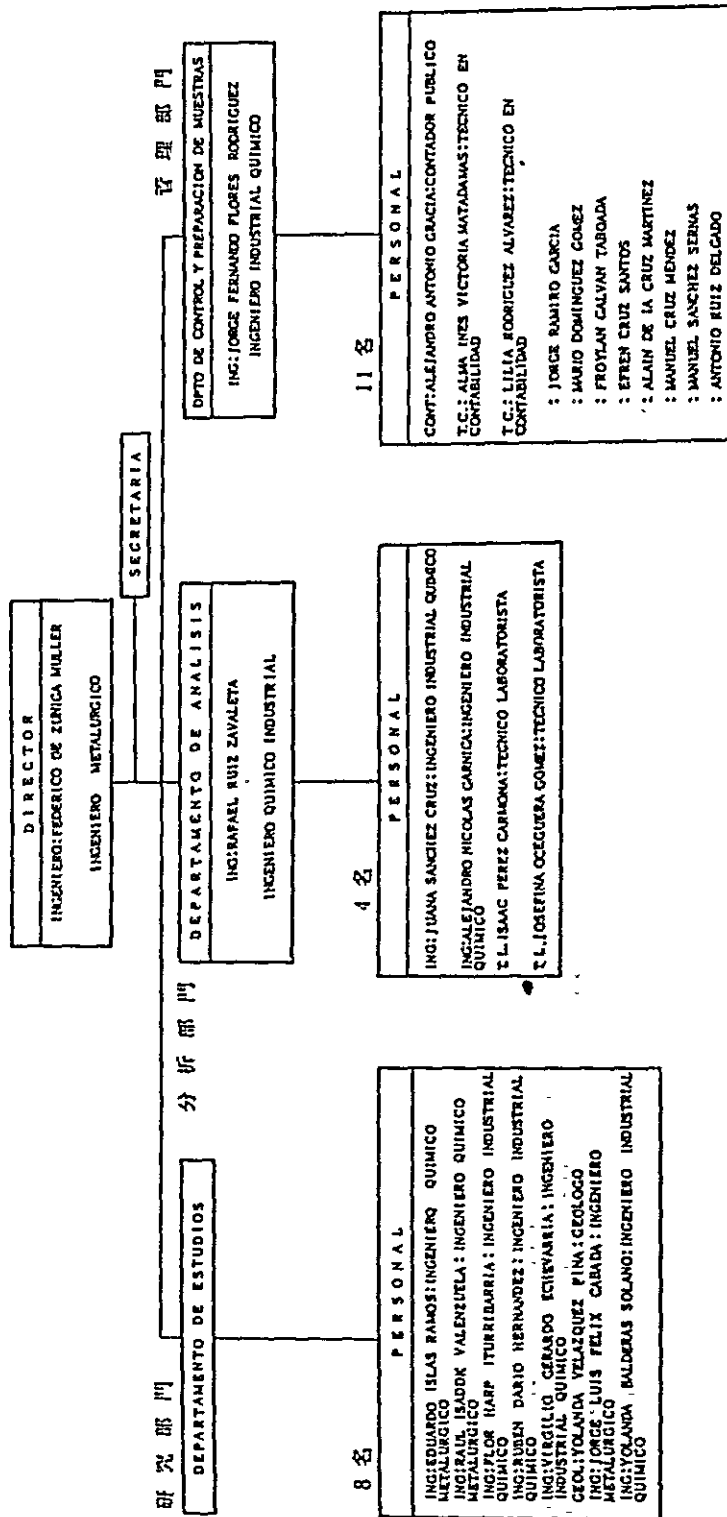 DIRECTOR
INGENIERO:FEDERICO DE ZUNIGA MULLER
INGENIERO METALURGICO
SECRETARIA
研究部門
DEPARTAMENTO DE ESTUDIOS
8名
PERSONAL
ING:EDUARDO ISLAS RAMOS:INGENIERO QUIMICO
METALURGICO
ING:RAUL ISADDK VALENZUELA:INGENIERO QUIMICO
METALURGICO
ING:FLOR HARP ITURRIBARRIA:INGENIERO INDUSTRIAL
QUIMICO
ING:RUBEN DARIO HERNANDEZ:INGENIERO INDUSTRIAL
QUIMICO
ING:VIRGILIO GERARDO ECHEVARRIA:INGENIERO
INDUSTRIAL QUIMICO
GEOL:YOLANDA VELAZQUEZ PINA:GEOLOGO
ING:JORGE LUIS FELIX CABADA:INGENIERO
METALURGICO
ING:YOLANDA BALDERAS SOLANO:INGENIERO INDUSTRIAL
QUIMICO
分析部門
DEPARTAMENTO DE ANALISIS
ING:RAFAEL RUIZ ZAVALETA
INGENIERO QUIMICO INDUSTRIAL
4名
PERSONAL
ING:JUANA SANCHEZ CRUZ:INGENIERO INDUSTRIAL QUIMICO
ING:ALEJANDRO NICOLAS GARNICA:INGENIERO INDUSTRIAL
QUIMICO
T.L.ISAAC PEREZ CARMONA:TECNICO LABORATORISTA
T.L.JOSEFINA OCEGUERA GOMEZ:TECNICO LABORATORISTA
管理部門
DPTO DE CONTROL Y PREPARACION DE MUESTRAS
ING:JORGE FERNANDO FLORES RODRIGUEZ
INGENIERO INDUSTRIAL QUIMICO
11名
PERSONAL
CONT:ALEJANDRO ANTONIO GRACIA:CONTADOR PUBLICO
T.C.:ALMA INES VICTORIA MATADAMAS:TECNICO EN
CONTABILIDAD
T.C.:LILIA RODRIGUEZ ALVAREZ:TECNICO EN
CONTABILIDAD
:JORGE RAMIRO GARCIA
:MARIO DOMINGUEZ GOMEZ
:FROYLAN GALVAN TABOADA
:EFREN CRUZ SANTOS
:ALAIN DE LA CRUZ MARTINEZ
:MANUEL CRUZ MENDEZ
:MANUEL SANCHEZ SERNAS
:ANTONIO RUIZ DELGADO